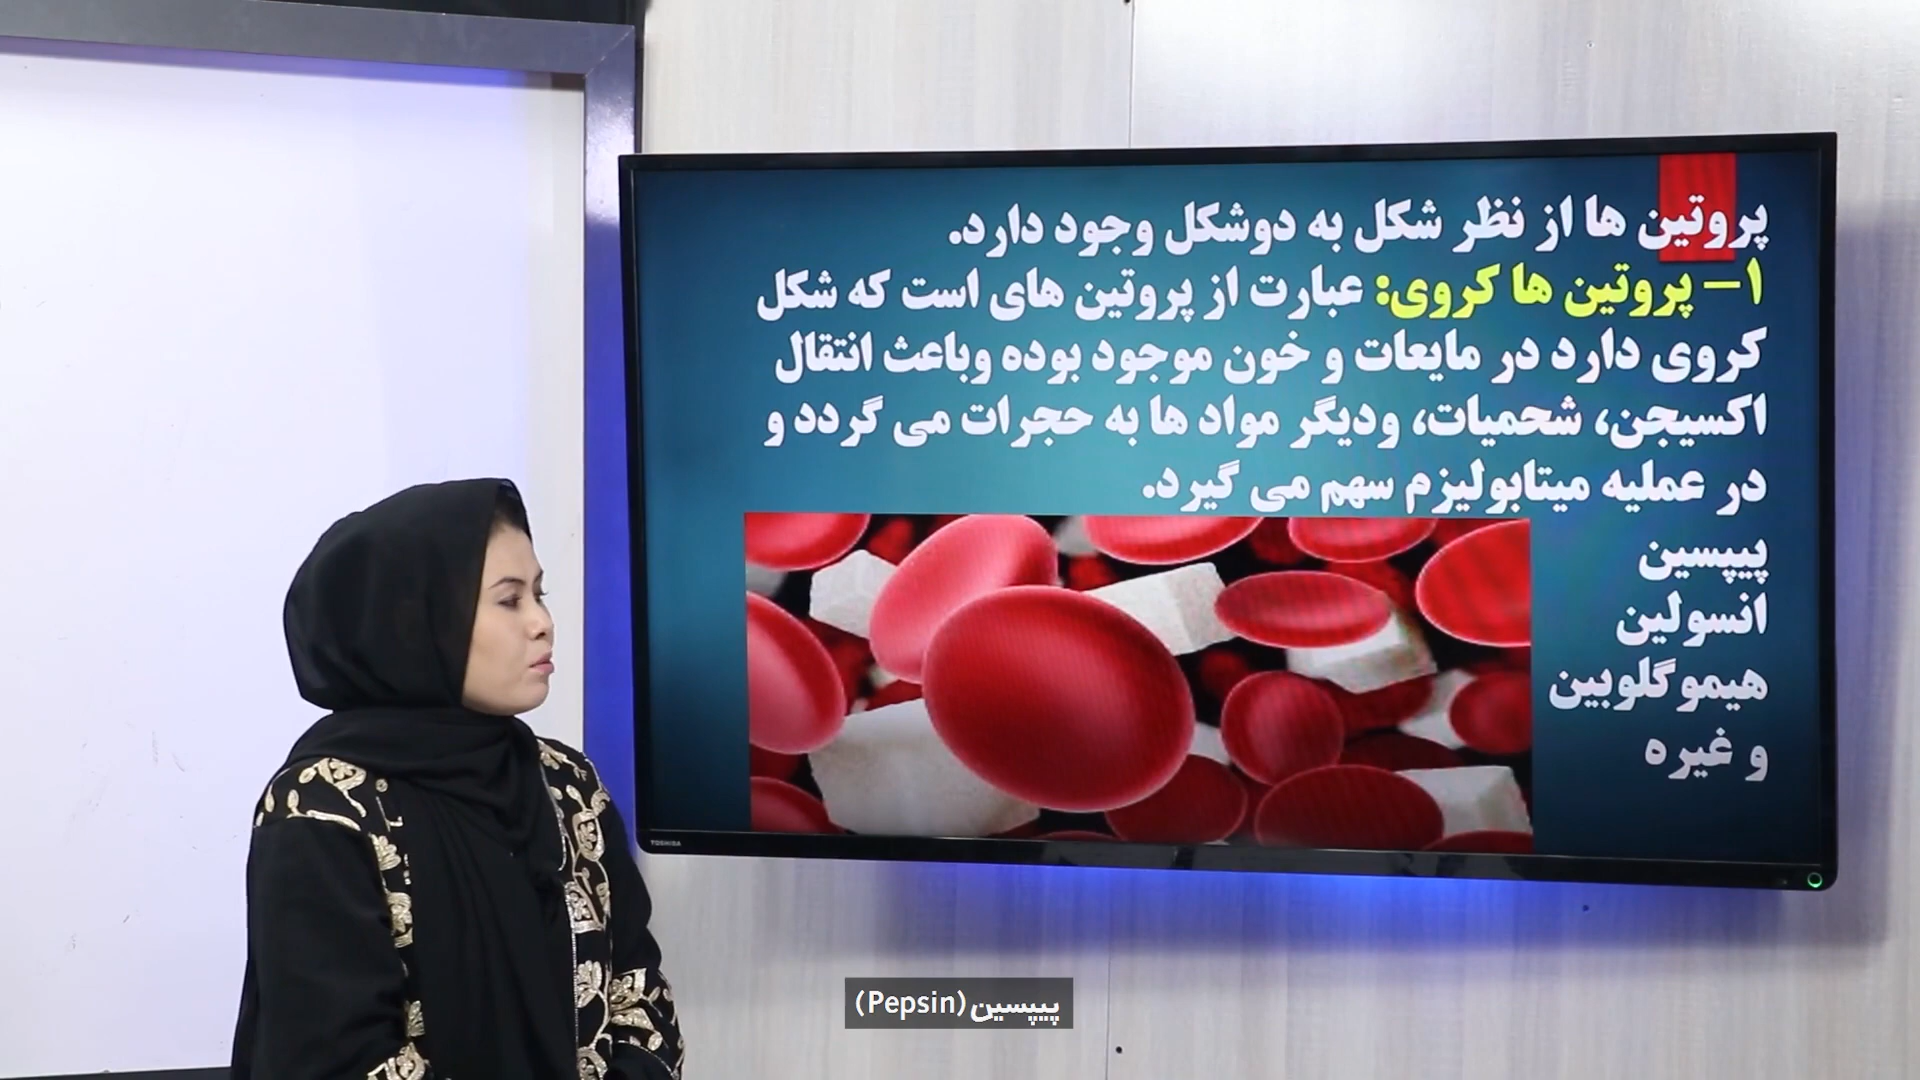 پروتین ها از نظر شکل به دوشکل وجود دارد.
۱- پروتین ها کروی: عبارت از پروتین های است که شکل
کروی دارد در مایعات و خون موجود بوده وباعث انتقال
اکسیجن، شحمیات، ودیگر مواد ها به حجرات می گردد و
در عملیه میتابولیزم سهم می گیرد.
پیپسین
انسولین
هیموگلوبین
و غیره
TOSHIBA
پیپسین(Pepsin)